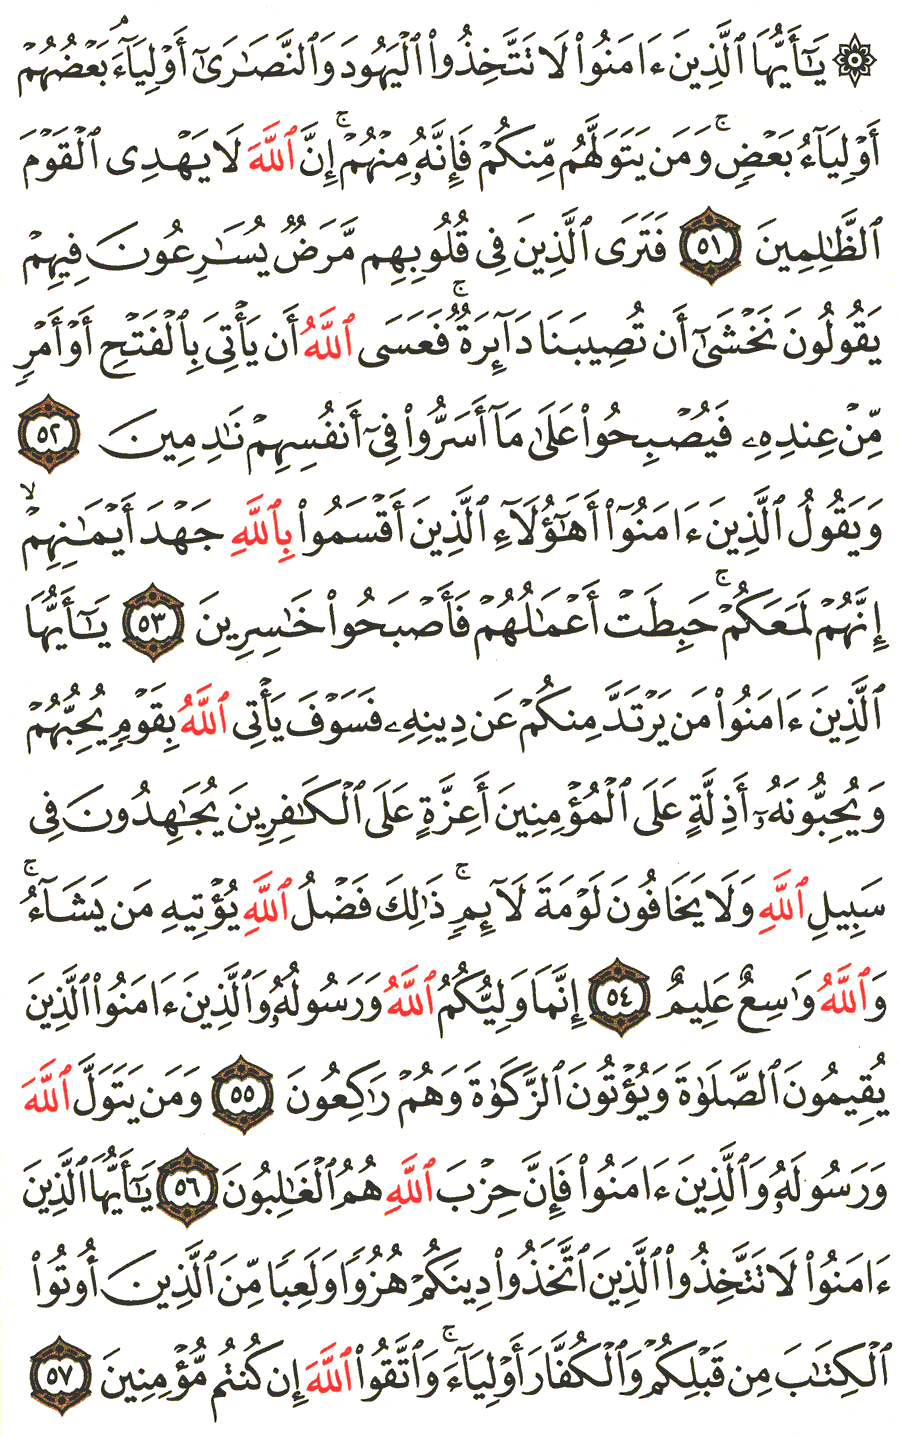 ۞ يَٰٓأَيُّهَا ٱلَّذِينَ ءَامَنُوا۟ لَا تَتَّخِذُوا۟ ٱلْيَهُودَ وَٱلنَّصَٰرَىٰٓ أَوْلِيَآءَ ۘ بَعْضُهُمْ
أَوْلِيَآءُ بَعْضٍ ۚ وَمَن يَتَوَلَّهُم مِّنكُمْ فَإِنَّهُۥ مِنْهُمْ ۗ إِنَّ ٱللَّهَ لَا يَهْدِى ٱلْقَوْمَ
ٱلظَّٰلِمِينَ ٥١ فَتَرَى ٱلَّذِينَ فِى قُلُوبِهِم مَّرَضٌ يُسَٰرِعُونَ فِيهِمْ
يَقُولُونَ نَخْشَىٰٓ أَن تُصِيبَنَا دَآئِرَةٌ ۚ فَعَسَى ٱللَّهُ أَن يَأْتِىَ بِٱلْفَتْحِ أَوْ أَمْرٍ
مِّنْ عِندِهِۦ فَيُصْبِحُوا۟ عَلَىٰ مَآ أَسَرُّوا۟ فِىٓ أَنفُسِهِمْ نَٰدِمِينَ ٥٢
وَيَقُولُ ٱلَّذِينَ ءَامَنُوٓا۟ أَهَٰٓؤُلَآءِ ٱلَّذِينَ أَقْسَمُوا۟ بِٱللَّهِ جَهْدَ أَيْمَٰنِهِمْ ۙ
إِنَّهُمْ لَمَعَكُمْ ۚ حَبِطَتْ أَعْمَٰلُهُمْ فَأَصْبَحُوا۟ خَٰسِرِينَ ٥٣ يَٰٓأَيُّهَا
ٱلَّذِينَ ءَامَنُوا۟ مَن يَرْتَدَّ مِنكُمْ عَن دِينِهِۦ فَسَوْفَ يَأْتِى ٱللَّهُ بِقَوْمٍ يُحِبُّهُمْ
وَيُحِبُّونَهُۥٓ أَذِلَّةٍ عَلَى ٱلْمُؤْمِنِينَ أَعِزَّةٍ عَلَى ٱلْكَٰفِرِينَ يُجَٰهِدُونَ فِى
سَبِيلِ ٱللَّهِ وَلَا يَخَافُونَ لَوْمَةَ لَآئِمٍ ۚ ذَٰلِكَ فَضْلُ ٱللَّهِ يُؤْتِيهِ مَن يَشَآءُ ۚ
وَٱللَّهُ وَٰسِعٌ عَلِيمٌ ٥٤ إِنَّمَا وَلِيُّكُمُ ٱللَّهُ وَرَسُولُهُۥ وَٱلَّذِينَ ءَامَنُوا۟ ٱلَّذِينَ
يُقِيمُونَ ٱلصَّلَوٰةَ وَيُؤْتُونَ ٱلزَّكَوٰةَ وَهُمْ رَٰكِعُونَ ٥٥ وَمَن يَتَوَلَّ ٱللَّهَ
وَرَسُولَهُۥ وَٱلَّذِينَ ءَامَنُوا۟ فَإِنَّ حِزْبَ ٱللَّهِ هُمُ ٱلْغَٰلِبُونَ ٥٦ يَٰٓأَيُّهَا ٱلَّذِينَ
ءَامَنُوا۟ لَا تَتَّخِذُوا۟ ٱلَّذِينَ ٱتَّخَذُوا۟ دِينَكُمْ هُزُوًا وَلَعِبًا مِّنَ ٱلَّذِينَ أُوتُوا۟
ٱلْكِتَٰبَ مِن قَبْلِكُمْ وَٱلْكُفَّارَ أَوْلِيَآءَ ۚ وَٱتَّقُوا۟ ٱللَّهَ إِن كُنتُم مُّؤْمِنِينَ ٥٧